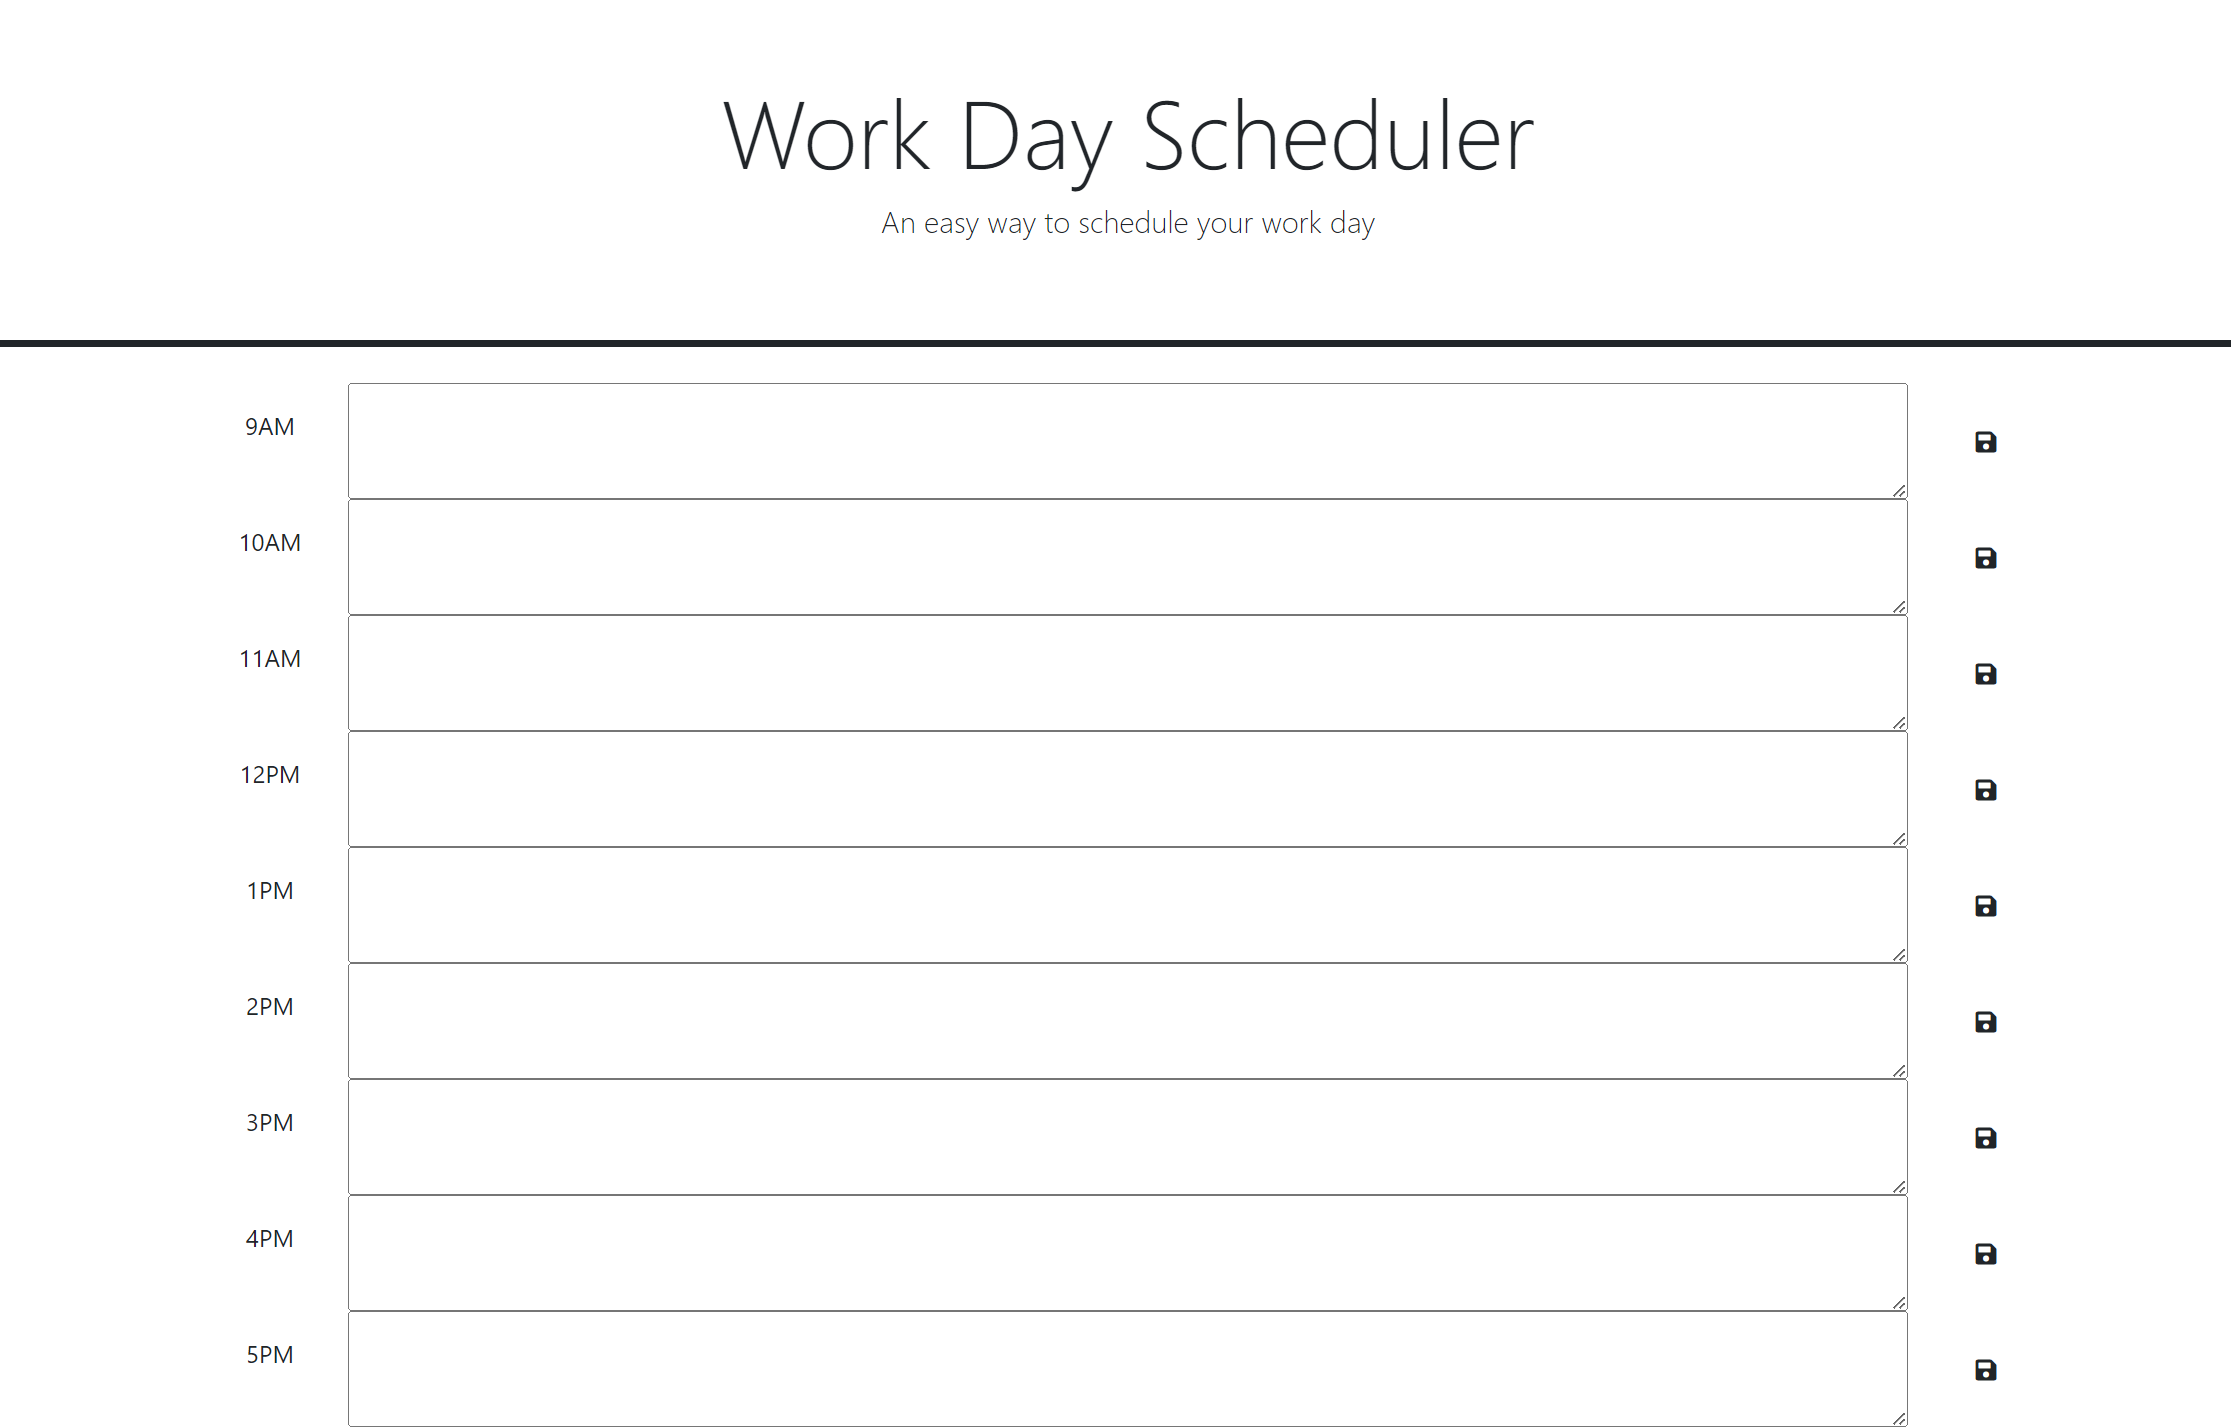 Work Day Scheduler
An easy way to schedule your work day
9AM
10AM
11AM
12PM
1PM
2PM
3PM
4PM
5PM